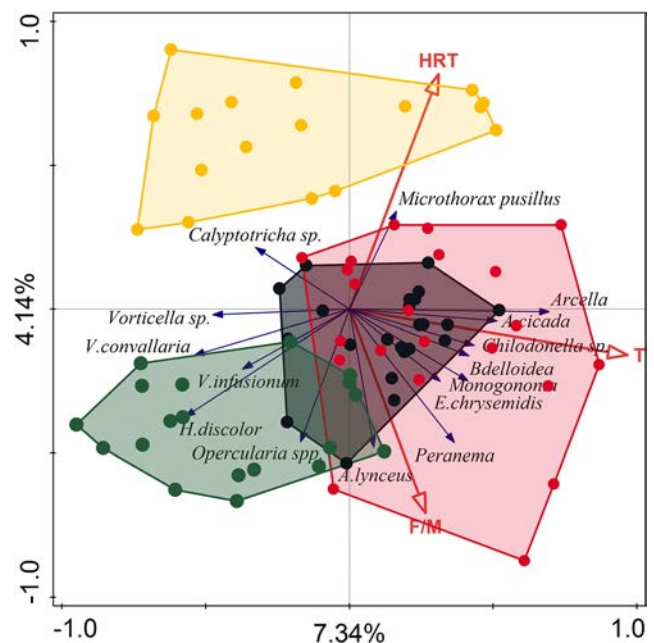 1.0
HRT
Microthorax pusillus
Calyptotricha sp.
4.14%
Vorticella sp.
Arcella
A.cicada
V.convallaria
Chilodonella sp.
T
Bdelloidea
V.infusionum
Monogononta
E.chrysemidis
H.discolor
Opercularia spp.
Peranema
A.lynceus
F/M
-1.0
-1.0
7.34%
1.0